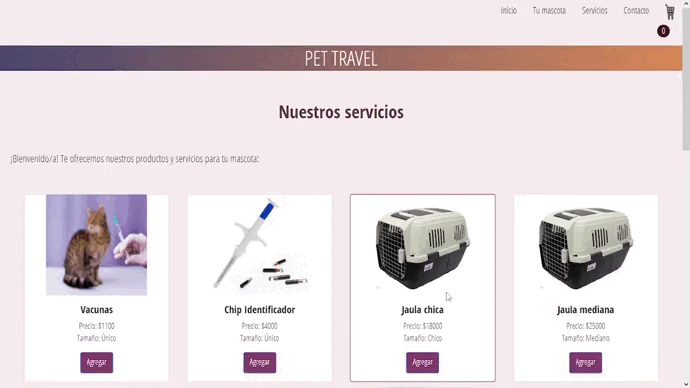 Inicio Tu mascota Servicios Contacto
0
PET TRAVEL
Nuestros servicios
¡Bienvenido/a! Te ofrecemos nuestros productos y servicios para tu mascota:
Vacunas
Precio: $1100
Tamaño: Único
Agregar
Chip Identificador
Precio: $4000
Tamaño: Único
Agregar
Jaula chica
Precio: $18000
Tamaño: Chico
Agregar
Jaula mediana
Precio: $25000
Tamaño: Mediano
Agregar